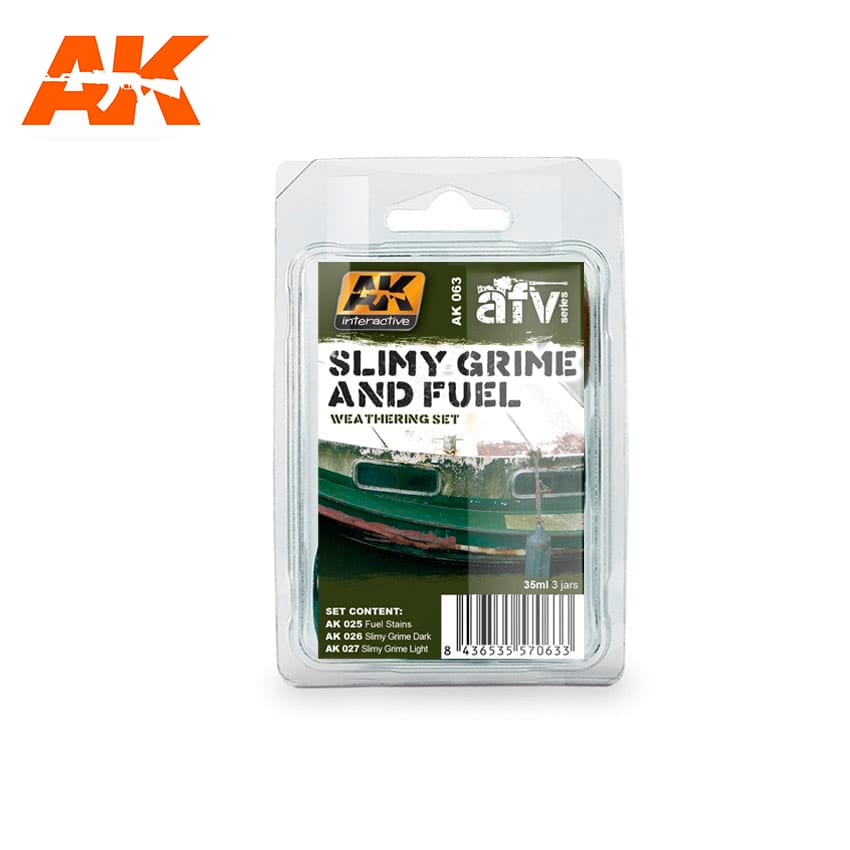 AK
AK
interactive
AK 063
afv
series
SLIMY GRIME
AND FUEL
WEATHERING SET
35ml 3 jars
SET CONTENT:
AK 025 Fuel Stains
AK 026 Slimy Grime Dark
AK 027 Slimy Grime Light
8 436535 570633